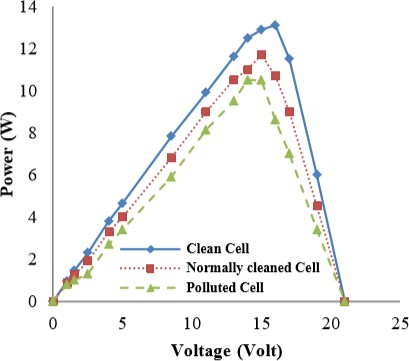 14
12
10
8
6
4
2
0
Power (W)
Clean Cell
Normally cleaned Cell
Polluted Cell
0 5 10 15 20 25
Voltage (Volt)